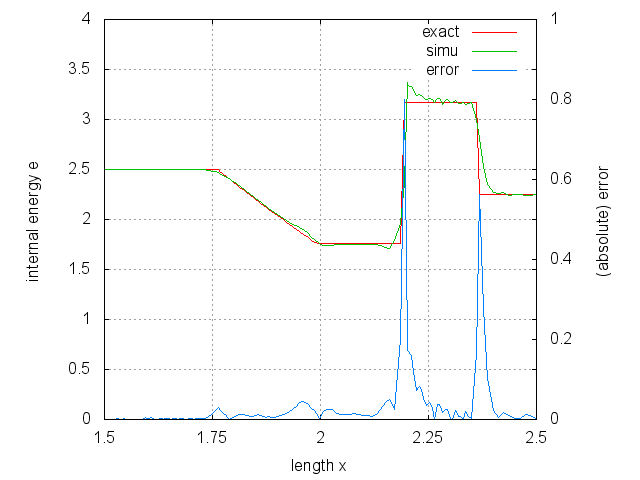 4
3.5
3
2.5
2
1.5
1
0.5
0
1
0.8
0.6
0.4
0.2
0
exact
simu
error
internal energy e
(absolute) error
1.5 1.75 2 2.25 2.5
length x